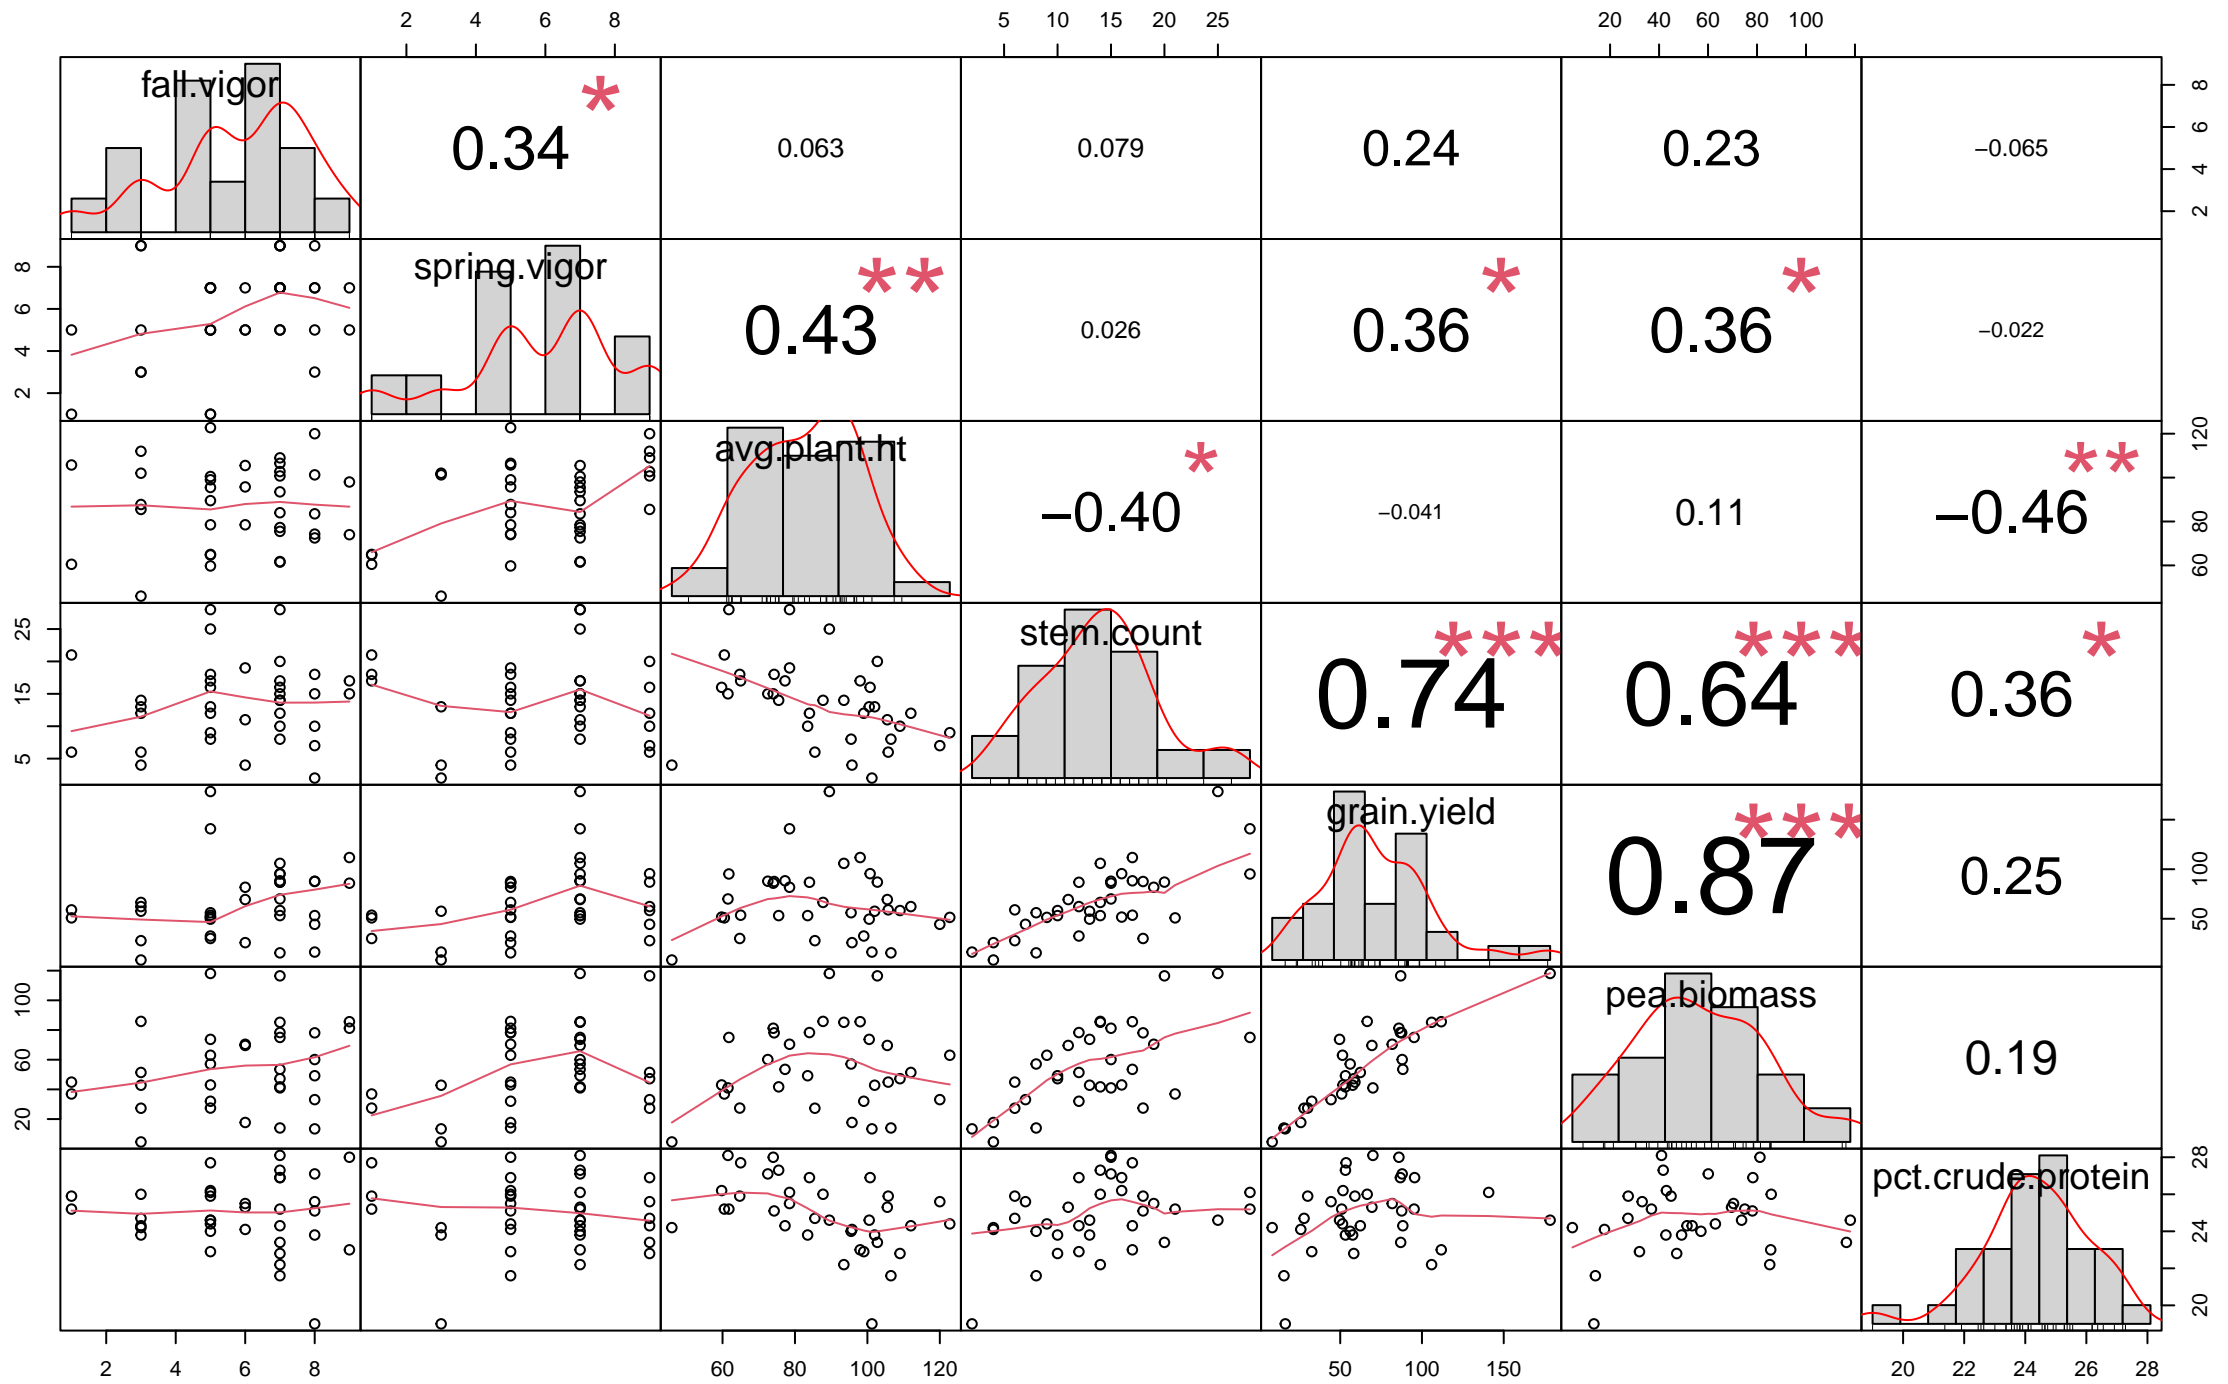 2 4 6 8 5 10 15 20 25 20 40 60 80 100
fall.vigor 0.34 * 0.063 0.079 0.24 0.23 −0.065 2 4 6 8
2 4 6 8 spring.vigor 0.43 ** 0.026 0.36 * 0.36 * −0.022
avg.plant.ht −0.40 * −0.041 0.11 −0.46 ** 60 80 120
5 15 25 stem.count 0.74 *** 0.64 *** 0.36 *
grain.yield 0.87 *** 0.25 50 100
20 60 100 pea.biomass 0.19
pct.crude.protein 20 24 28
2 4 6 8 60 80 100 120 50 100 150 20 22 24 26 28